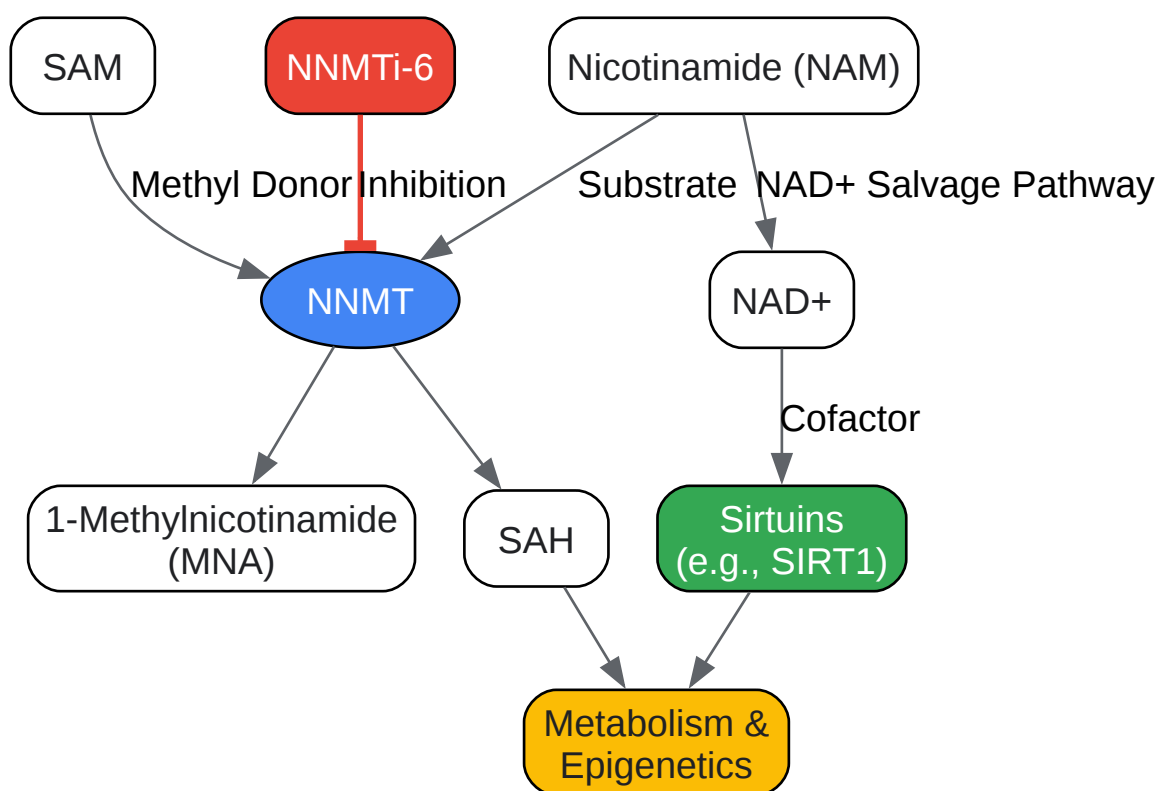 SAM
NNMTi-6
Nicotinamide (NAM)
Methyl Donor
Inhibition
Substrate
NAD+ Salvage Pathway
NNMT
NAD+
Cofactor
1-Methylnicotinamide
(MNA)
SAH
Sirtuins
(e.g., SIRT1)
Metabolism &
Epigenetics